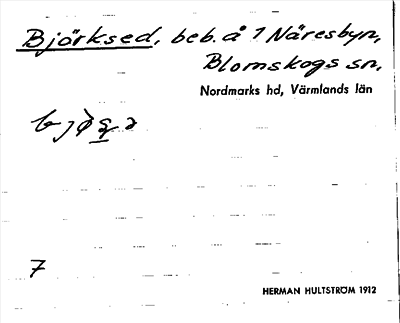 Björksed, beb. å 1 Näresbyn,
Blomskogs sn,
Nordmarks hd, Värmlands län
7
HERMAN HULTSTRÖM 1912